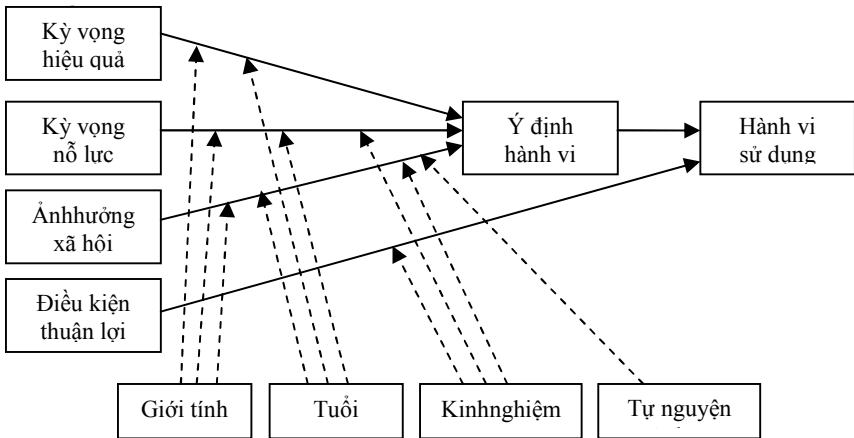 Kỳ vọng
hiệu quả
Kỳ vọng
nỗ lực
Ảnhhưởng
xã hội
Điều kiện
thuận lợi
Ý định
hành vi
Hành vi
sử dụng
Giới tính
Tuổi
Kinhnghiệm
Tự nguyện